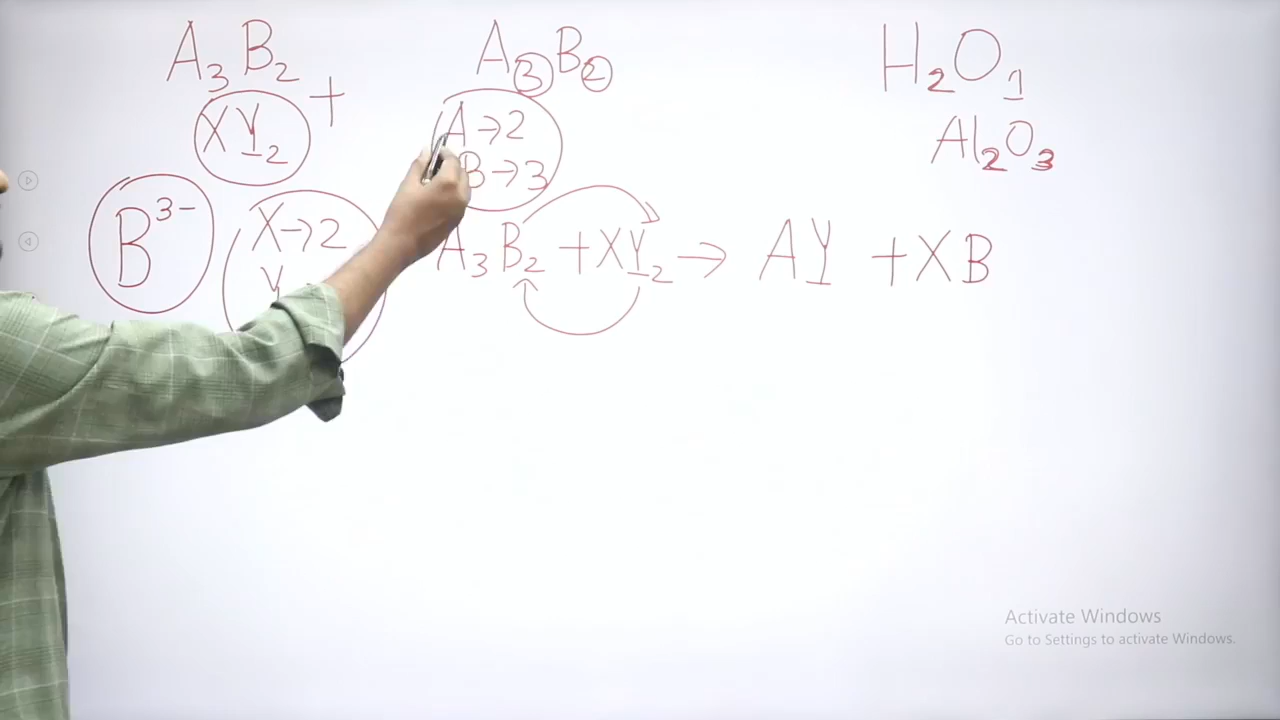 A₃B₂ +
XY₂
B³⁻
X→2
Y
A₃B₂
A→2
B→3
A₃B₂ + XY₂ → AY + XB
H₂O₁
Al₂O₃
Activate Windows
Go to Settings to activate Windows.